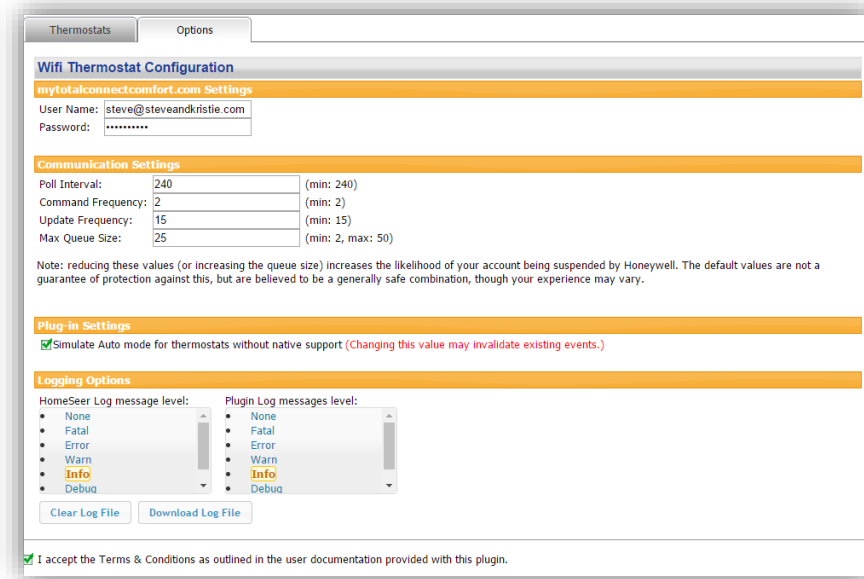 Thermostats Options
Wifi Thermostat Configuration
mytotalconnectcomfort.com Settings
User Name: steve@steveandkristie.com
Password: ••••••••••
Communication Settings
Poll Interval: 240 (min: 240)
Command Frequency: 2 (min: 2)
Update Frequency: 15 (min: 15)
Max Queue Size: 25 (min: 2, max: 50)
Note: reducing these values (or increasing the queue size) increases the likelihood of your account being suspended by Honeywell. The default values are not a
guarantee of protection against this, but are believed to be a generally safe combination, though your experience may vary.
Plug-in Settings
Simulate Auto mode for thermostats without native support (Changing this value may invalidate existing events.)
Logging Options
HomeSeer Log message level: Plugin Log messages level:
• None • None
• Fatal • Fatal
• Error • Error
• Warn • Warn
• Info • Info
• Debug • Debug
Clear Log File Download Log File
I accept the Terms & Conditions as outlined in the user documentation provided with this plugin.